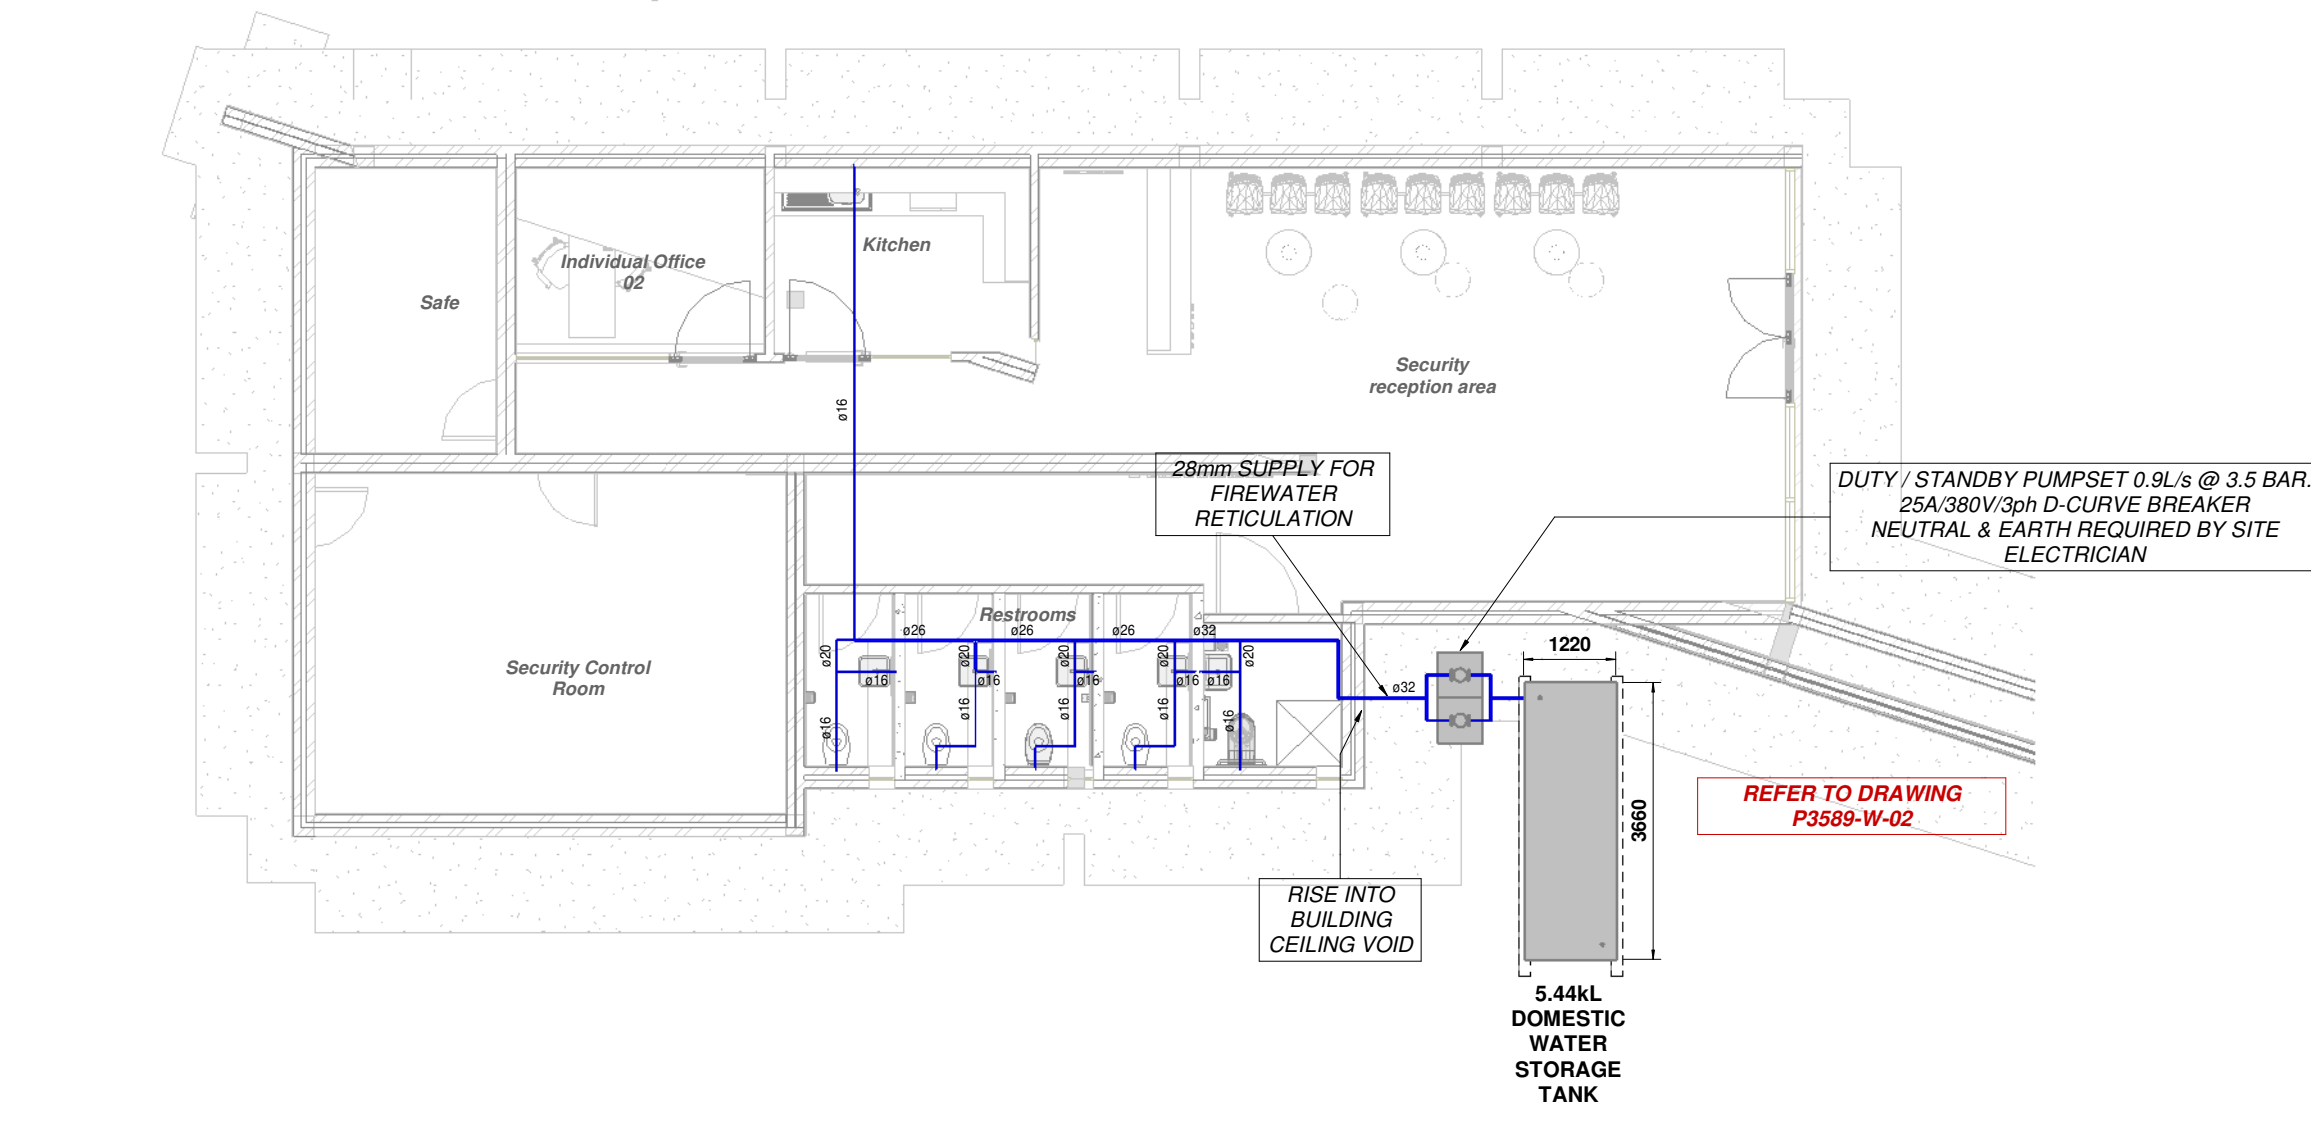 Kitchen
Individual Office
02
Safe
Security
reception area
ø16
28mm SUPPLY FOR
FIREWATER
RETICULATION
DUTY / STANDBY PUMPSET 0.9L/s @ 3.5 BAR.
25A/380V/3ph D-CURVE BREAKER
NEUTRAL & EARTH REQUIRED BY SITE
ELECTRICIAN
Restrooms
ø26
ø26
ø26
ø32
ø20
ø20
ø20
ø20
ø20
1220
Security Control
Room
ø16
ø16
ø16
ø16
ø16
ø32
ø16
ø16
ø16
ø16
ø16
REFER TO DRAWING
P3589-W-02
3660
RISE INTO
BUILDING
CEILING VOID
5.44kL
DOMESTIC
WATER
STORAGE
TANK